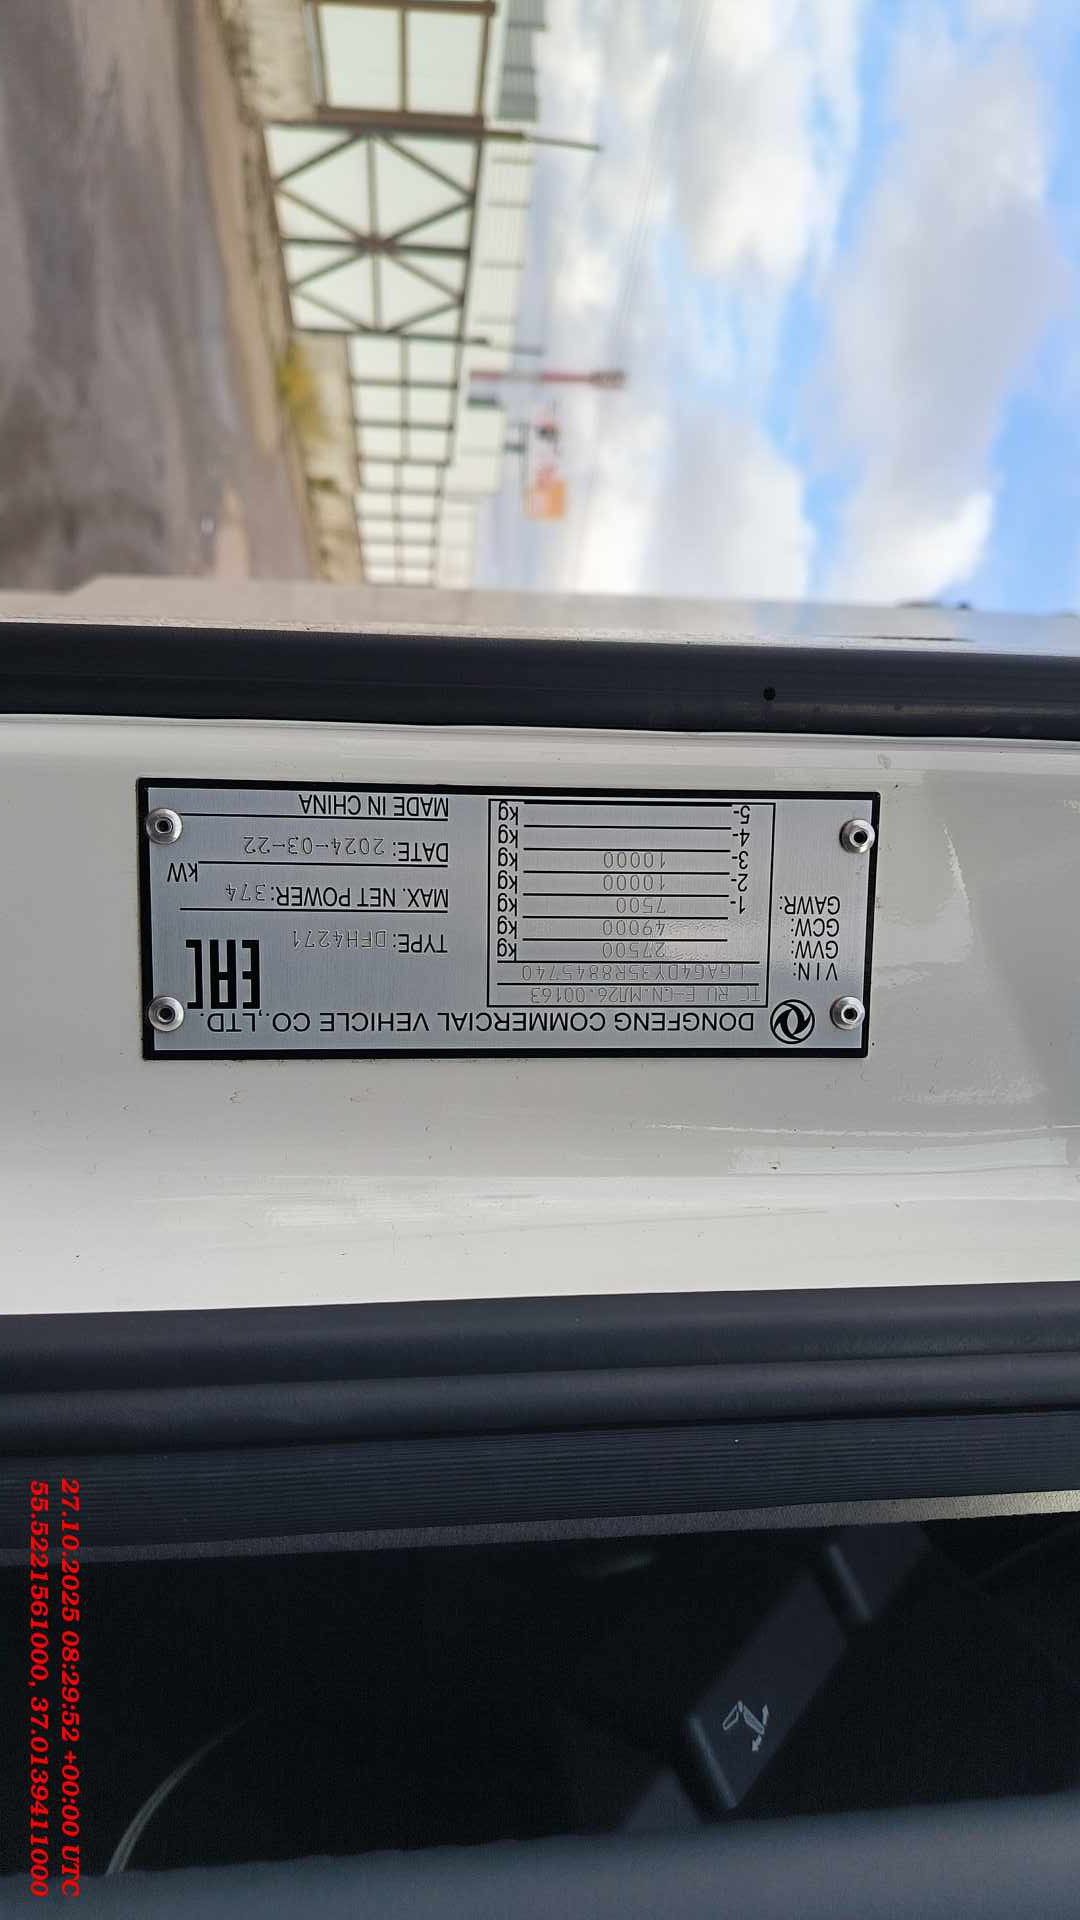 DONGFENG COMMERCIAL VEHICLE CO.,LTD.
TC RU E-CN.МЛ26.00163
VIN: LGAG4DY35R8845740
GVW: 27500 kg
GCW: 49000 kg
GAWR: 1- 7500 kg
2- 10000 kg
3- 10000 kg
4- kg
5- kg
TYPE: DFH4271
EAC
MAX. NET POWER: 374 kW
DATE: 2024-03-22
MADE IN CHINA
27.10.2025 08:29:52 +00:00 UTC
55.5221561000, 37.0139411000